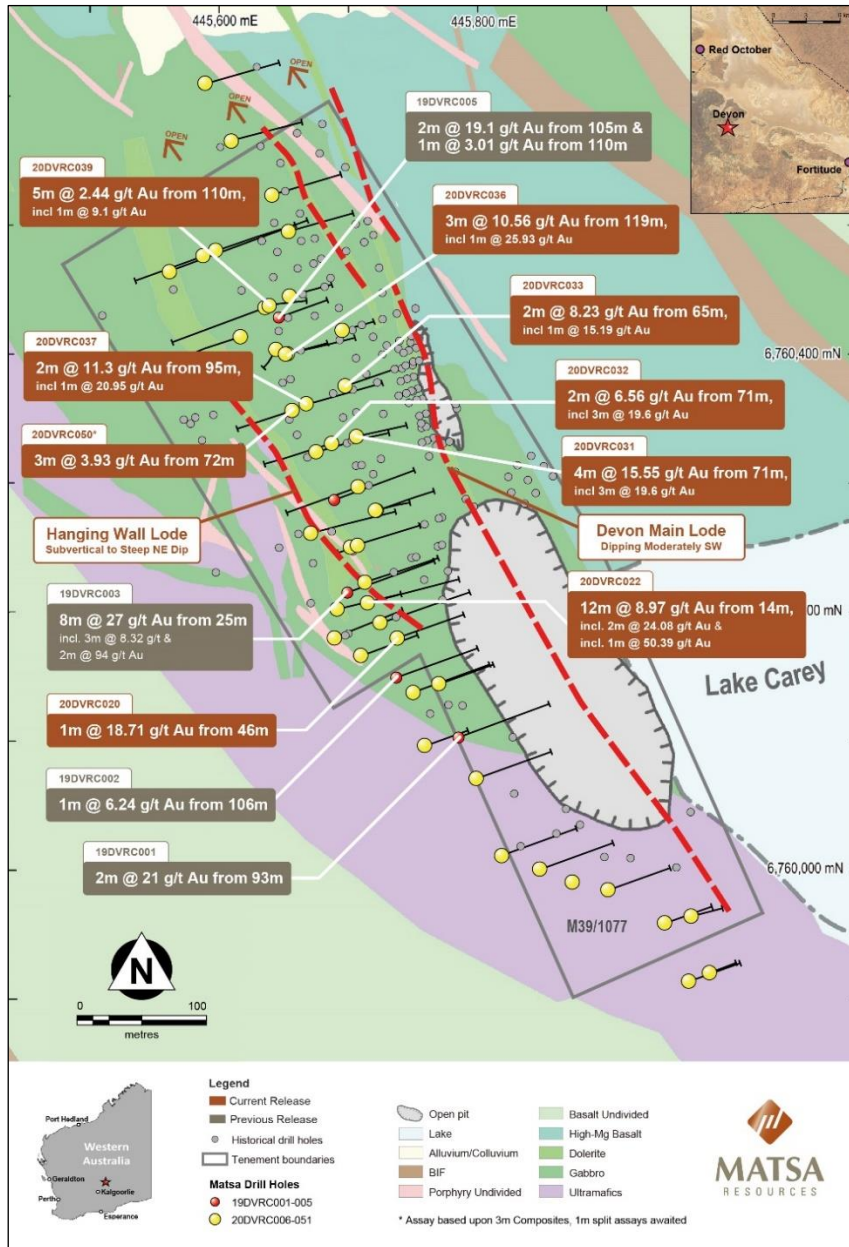 445,600 mE
445,800 mE
Red October
Devon
Fortitude
OPEN
OPEN
OPEN
19DVRC005
2m @ 19.1 g/t Au from 105m &
1m @ 3.01 g/t Au from 110m
20DVRC039
5m @ 2.44 g/t Au from 110m,
incl 1m @ 9.1 g/t Au
20DVRC036
3m @ 10.56 g/t Au from 119m,
incl 1m @ 25.93 g/t Au
20DVRC033
2m @ 8.23 g/t Au from 65m,
incl 1m @ 15.19 g/t Au
20DVRC037
2m @ 11.3 g/t Au from 95m,
incl 1m @ 20.95 g/t Au
6,760,400 mN
20DVRC032
2m @ 6.56 g/t Au from 71m,
incl 3m @ 19.6 g/t Au
20DVRC050*
3m @ 3.93 g/t Au from 72m
20DVRC031
4m @ 15.55 g/t Au from 71m,
incl 3m @ 19.6 g/t Au
Hanging Wall Lode
Subvertical to Steep NE Dip
Devon Main Lode
Dipping Moderately SW
19DVRC003
8m @ 27 g/t Au from 25m
incl. 3m @ 8.32 g/t &
2m @ 94 g/t Au
20DVRC022
12m @ 8.97 g/t Au from 14m,
incl. 2m @ 24.08 g/t Au &
incl. 1m @ 50.39 g/t Au
00 mN
Lake Carey
20DVRC020
1m @ 18.71 g/t Au from 46m
19DVRC002
1m @ 6.24 g/t Au from 106m
19DVRC001
2m @ 21 g/t Au from 93m
6,760,000 mN
M39/1077
N
0 100
metres
Port Hedland
Western
Australia
Geraldton
Kalgoorlie
Perth
Esperance
Legend
Current Release
Previous Release
Historical drill holes
Tenement boundaries
Matsa Drill Holes
19DVRC001-005
20DVRC006-051
Open pit
Lake
Alluvium/Colluvium
BIF
Porphyry Undivided
Basalt Undivided
High-Mg Basalt
Dolerite
Gabbro
Ultramafics
* Assay based upon 3m Composites, 1m split assays awaited
MATSA
RESOURCES